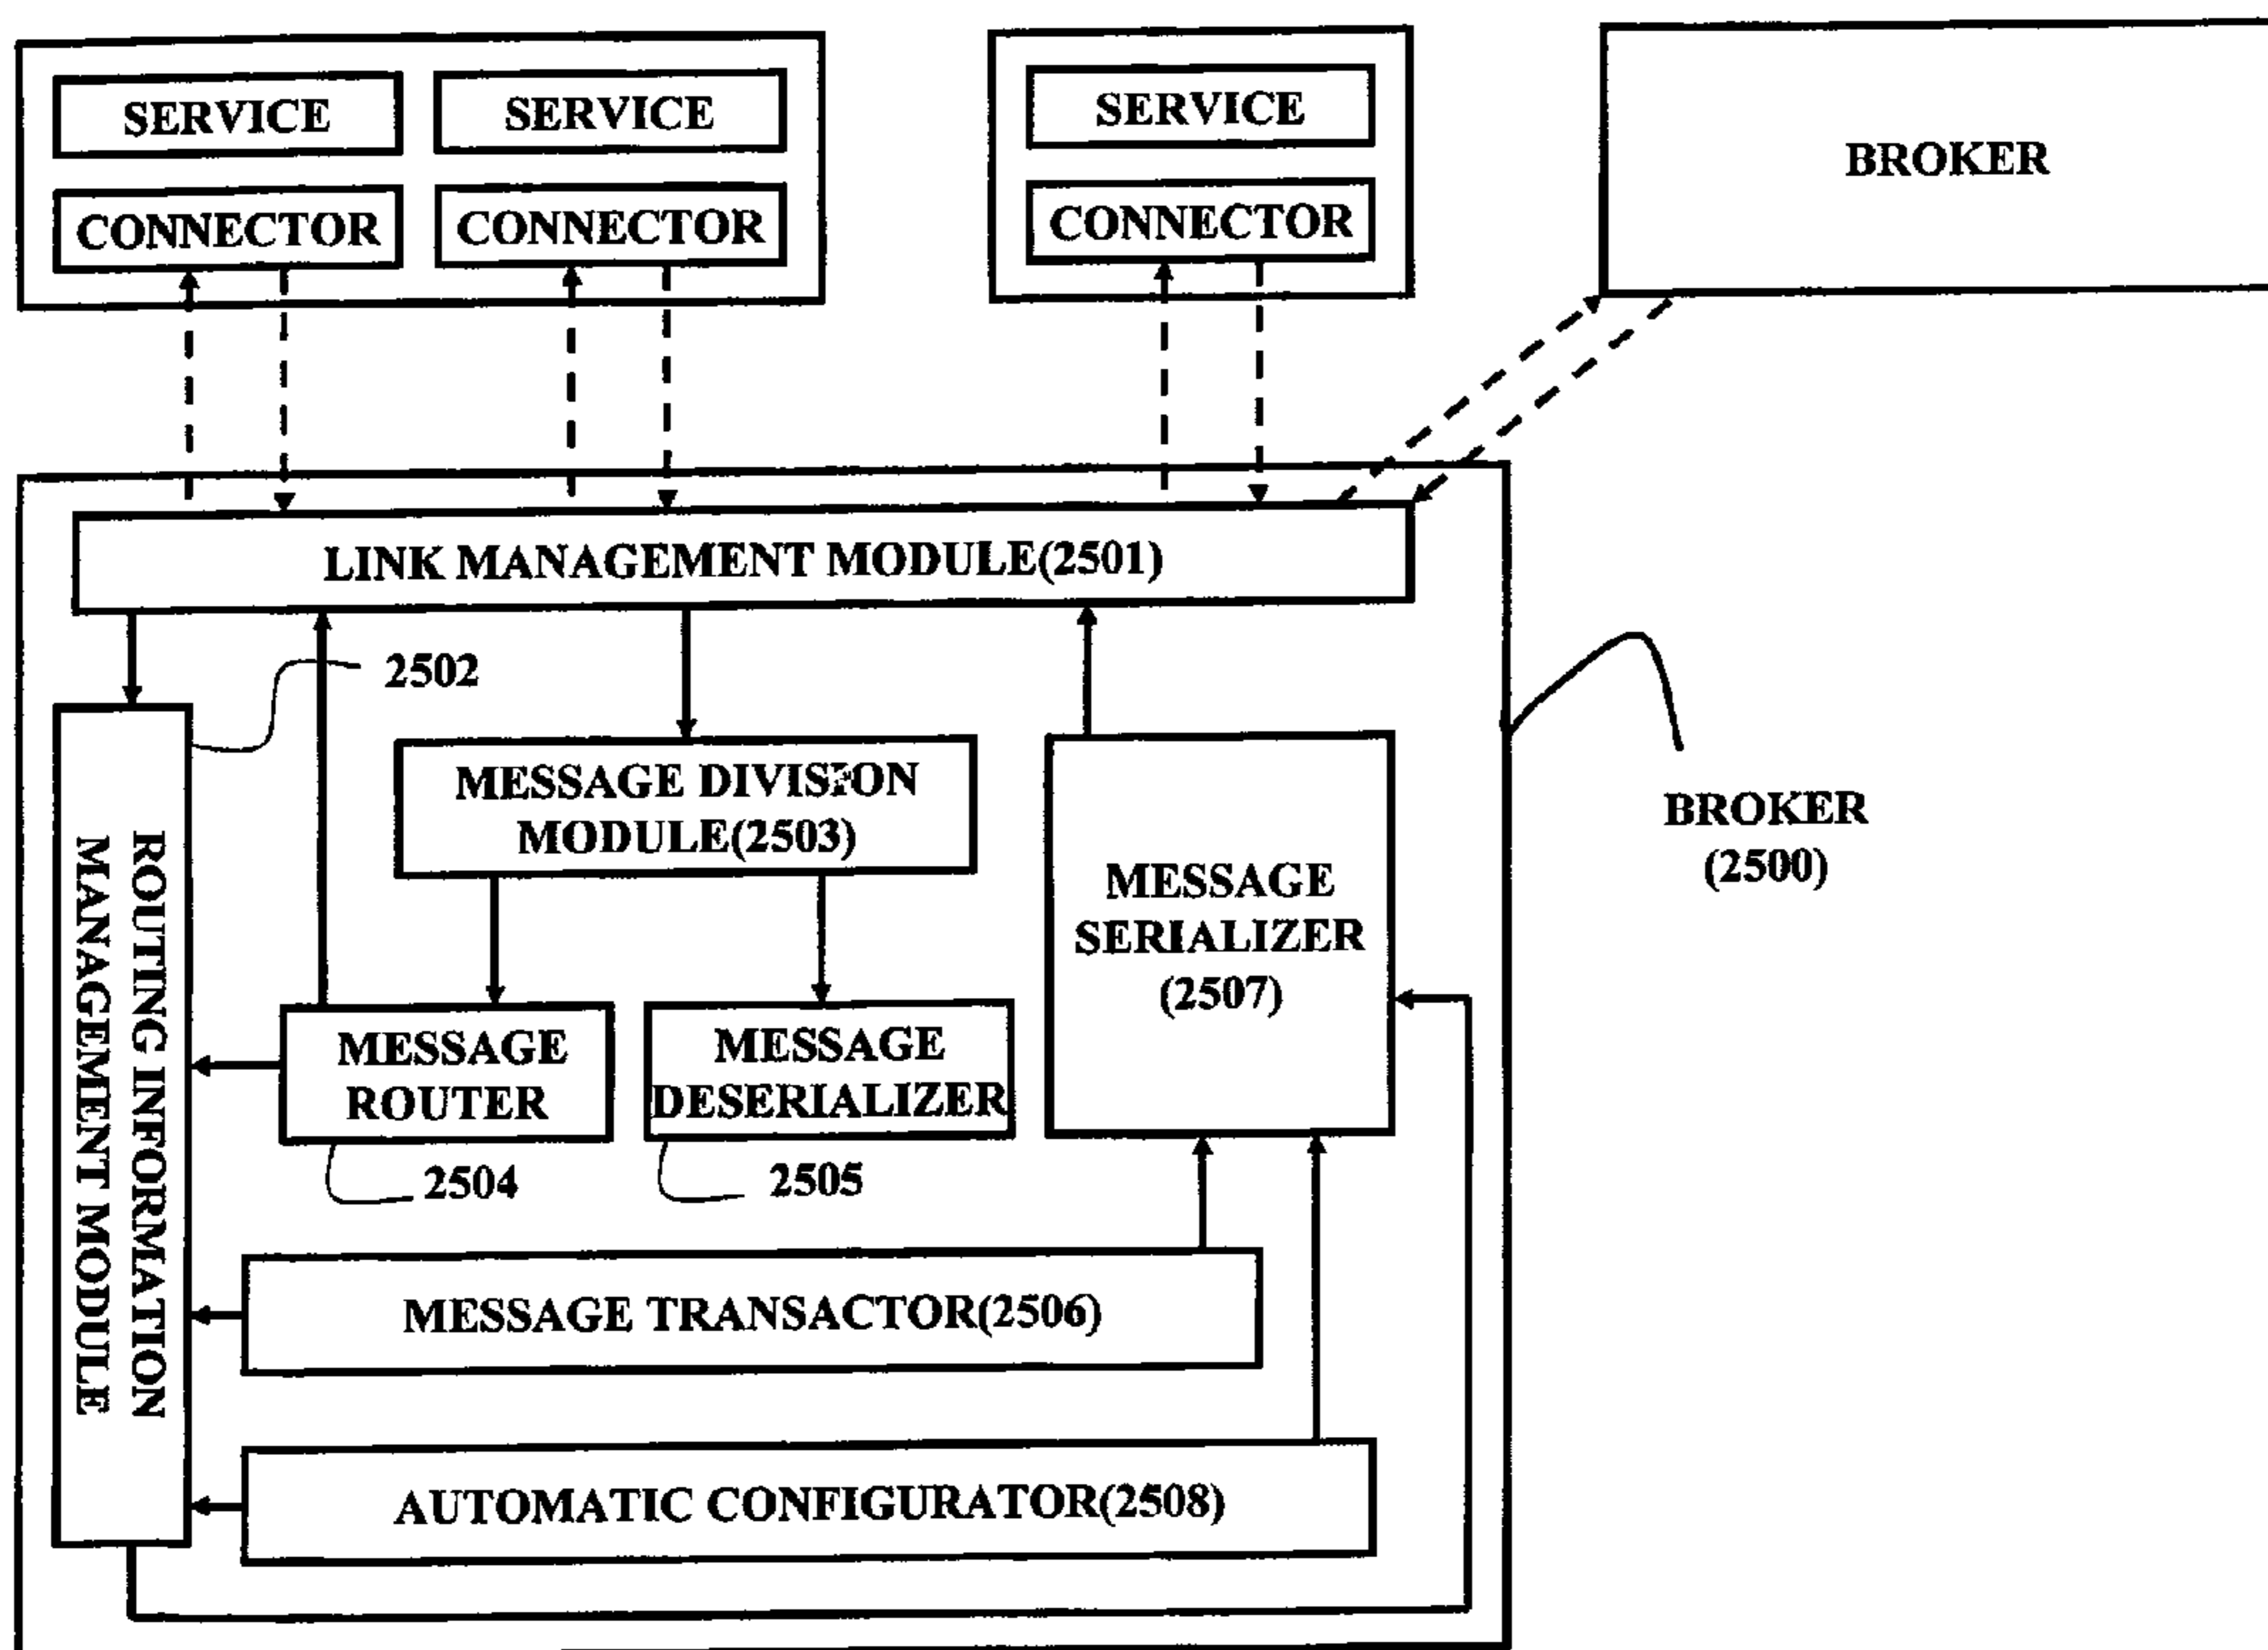 SERVICE
SERVICE
SERVICE
BROKER
CONNECTOR
CONNECTOR
CONNECTOR
LINK MANAGEMENT MODULE(2501)
2502
MESSAGE DIVISION
MODULE(2503)
MESSAGE
SERIALIZER
(2507)
BROKER
(2500)
ROUTING INFORMATION
MANAGEMENT MODULE
MESSAGE
ROUTER
MESSAGE
DESERIALIZER
2504
2505
MESSAGE TRANSACTOR(2506)
AUTOMATIC CONFIGURATOR(2508)